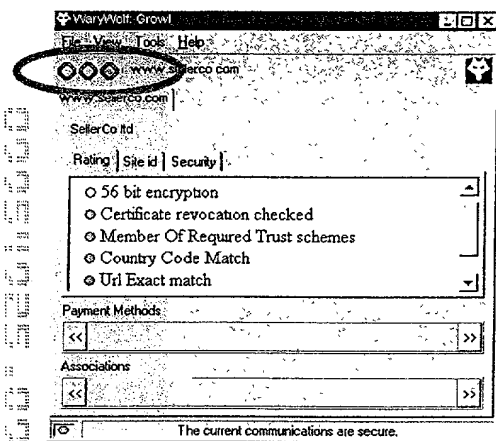 WaryWolf: Growl
File View Tools Help
www.sellerco.com
www.sellerco.com
SellerCo ltd
Rating Site id Security
56 bit encryption
Certificate revocation checked
Member Of Required Trust schemes
Country Code Match
Url Exact match
Payment Methods
<< >>
Associations
<< >>
The current communications are secure.